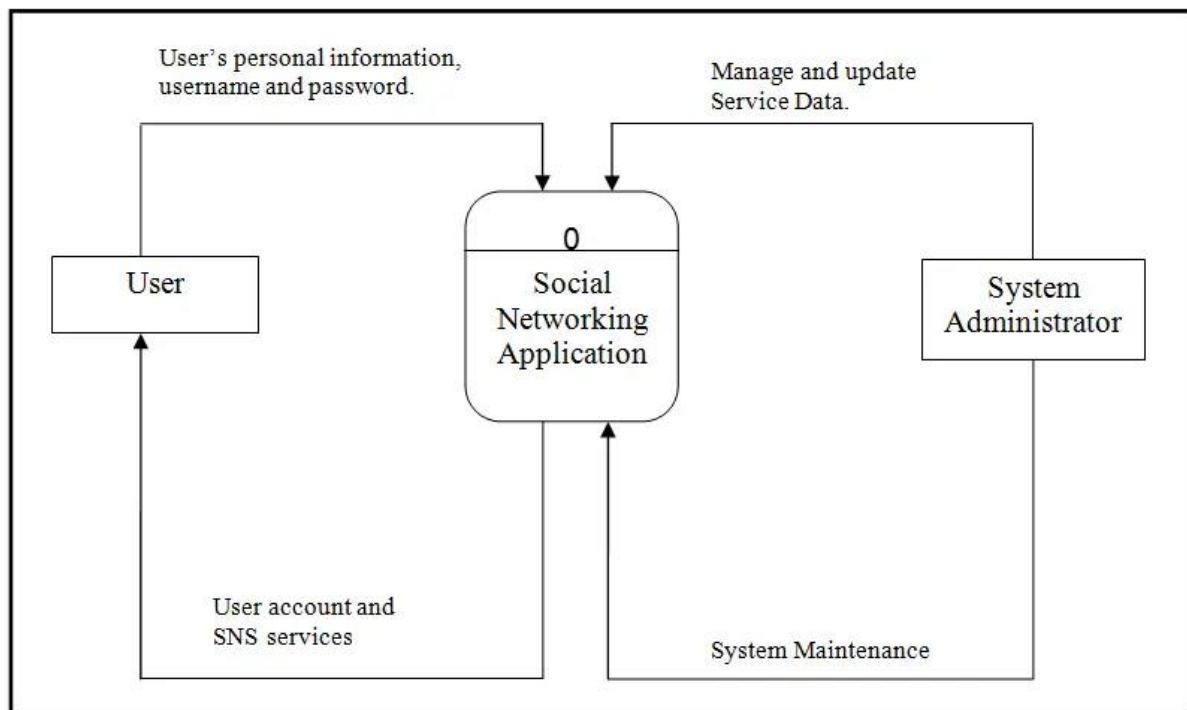 User’s personal information,
username and password.
Manage and update
Service Data.
0
User
Social
Networking
Application
System
Administrator
User account and
SNS services
System Maintenance